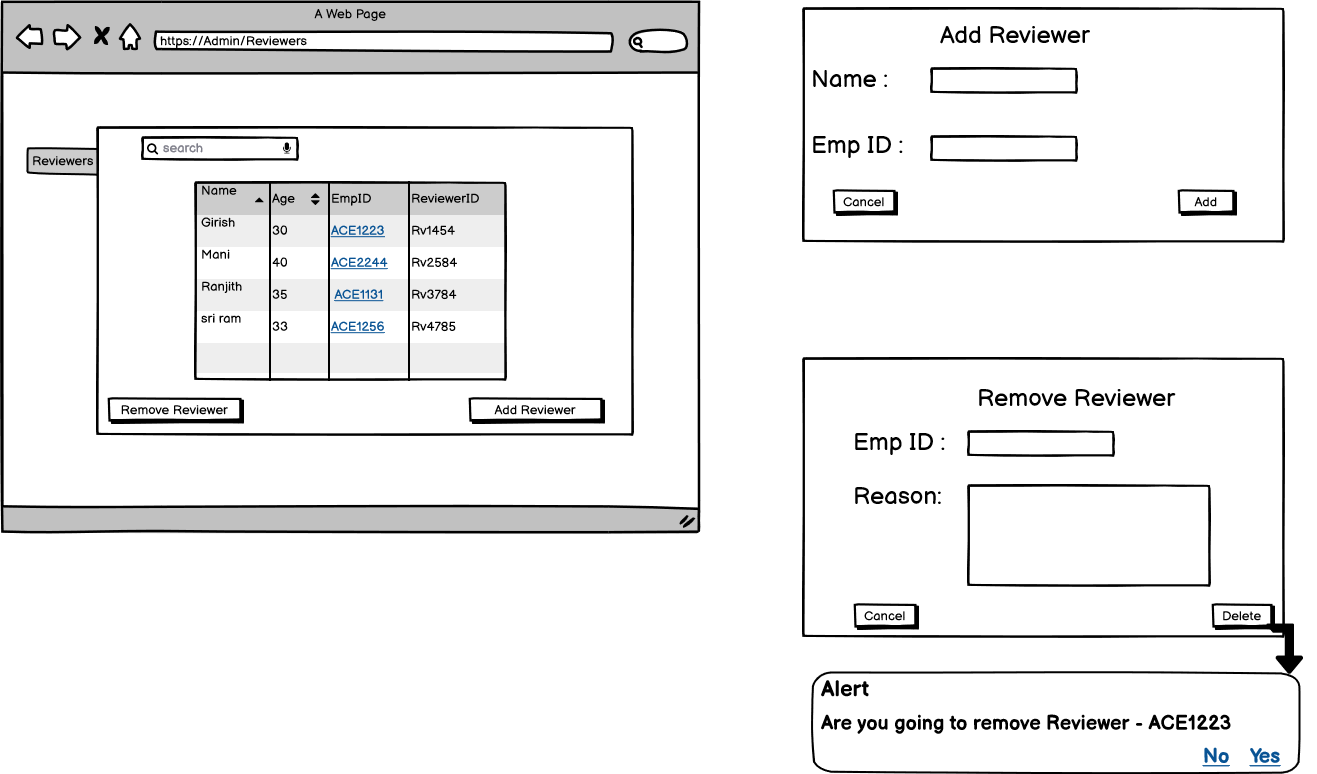 A Web Page
https://Admin/Reviewers
Reviewers
search
Name Age EmpID ReviewerID
Girish 30 ACE1223 Rv1454
Mani 40 ACE2244 Rv2584
Ranjith 35 ACE1131 Rv3784
sri ram 33 ACE1256 Rv4785
Remove Reviewer Add Reviewer
Add Reviewer
Name :
Emp ID :
Cancel Add
Remove Reviewer
Emp ID :
Reason:
Cancel Delete
Alert
Are you going to remove Reviewer - ACE1223
No Yes